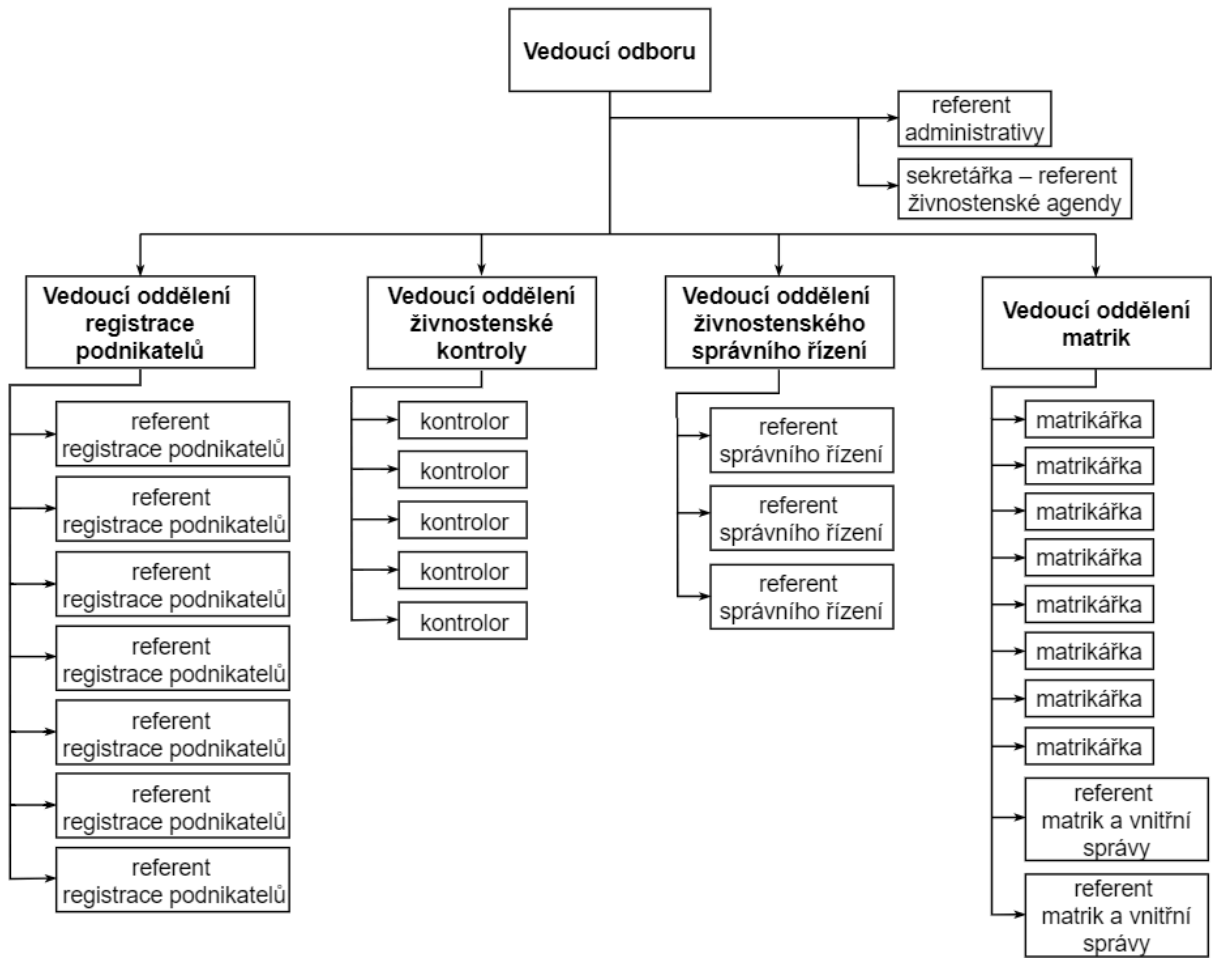 Vedoucí odboru
referent
administrativy
sekretářka – referent
živnostenské agendy
Vedoucí oddělení
registrace
podnikatelů
referent
registrace podnikatelů
referent
registrace podnikatelů
referent
registrace podnikatelů
referent
registrace podnikatelů
referent
registrace podnikatelů
referent
registrace podnikatelů
referent
registrace podnikatelů
Vedoucí oddělení
živnostenské
kontroly
kontrolor
kontrolor
kontrolor
kontrolor
kontrolor
Vedoucí oddělení
živnostenského
správního řízení
referent
správního řízení
referent
správního řízení
referent
správního řízení
Vedoucí oddělení
matrik
matrikářka
matrikářka
matrikářka
matrikářka
matrikářka
matrikářka
matrikářka
matrikářka
referent
matrik a vnitřní
správy
referent
matrik a vnitřní
správy